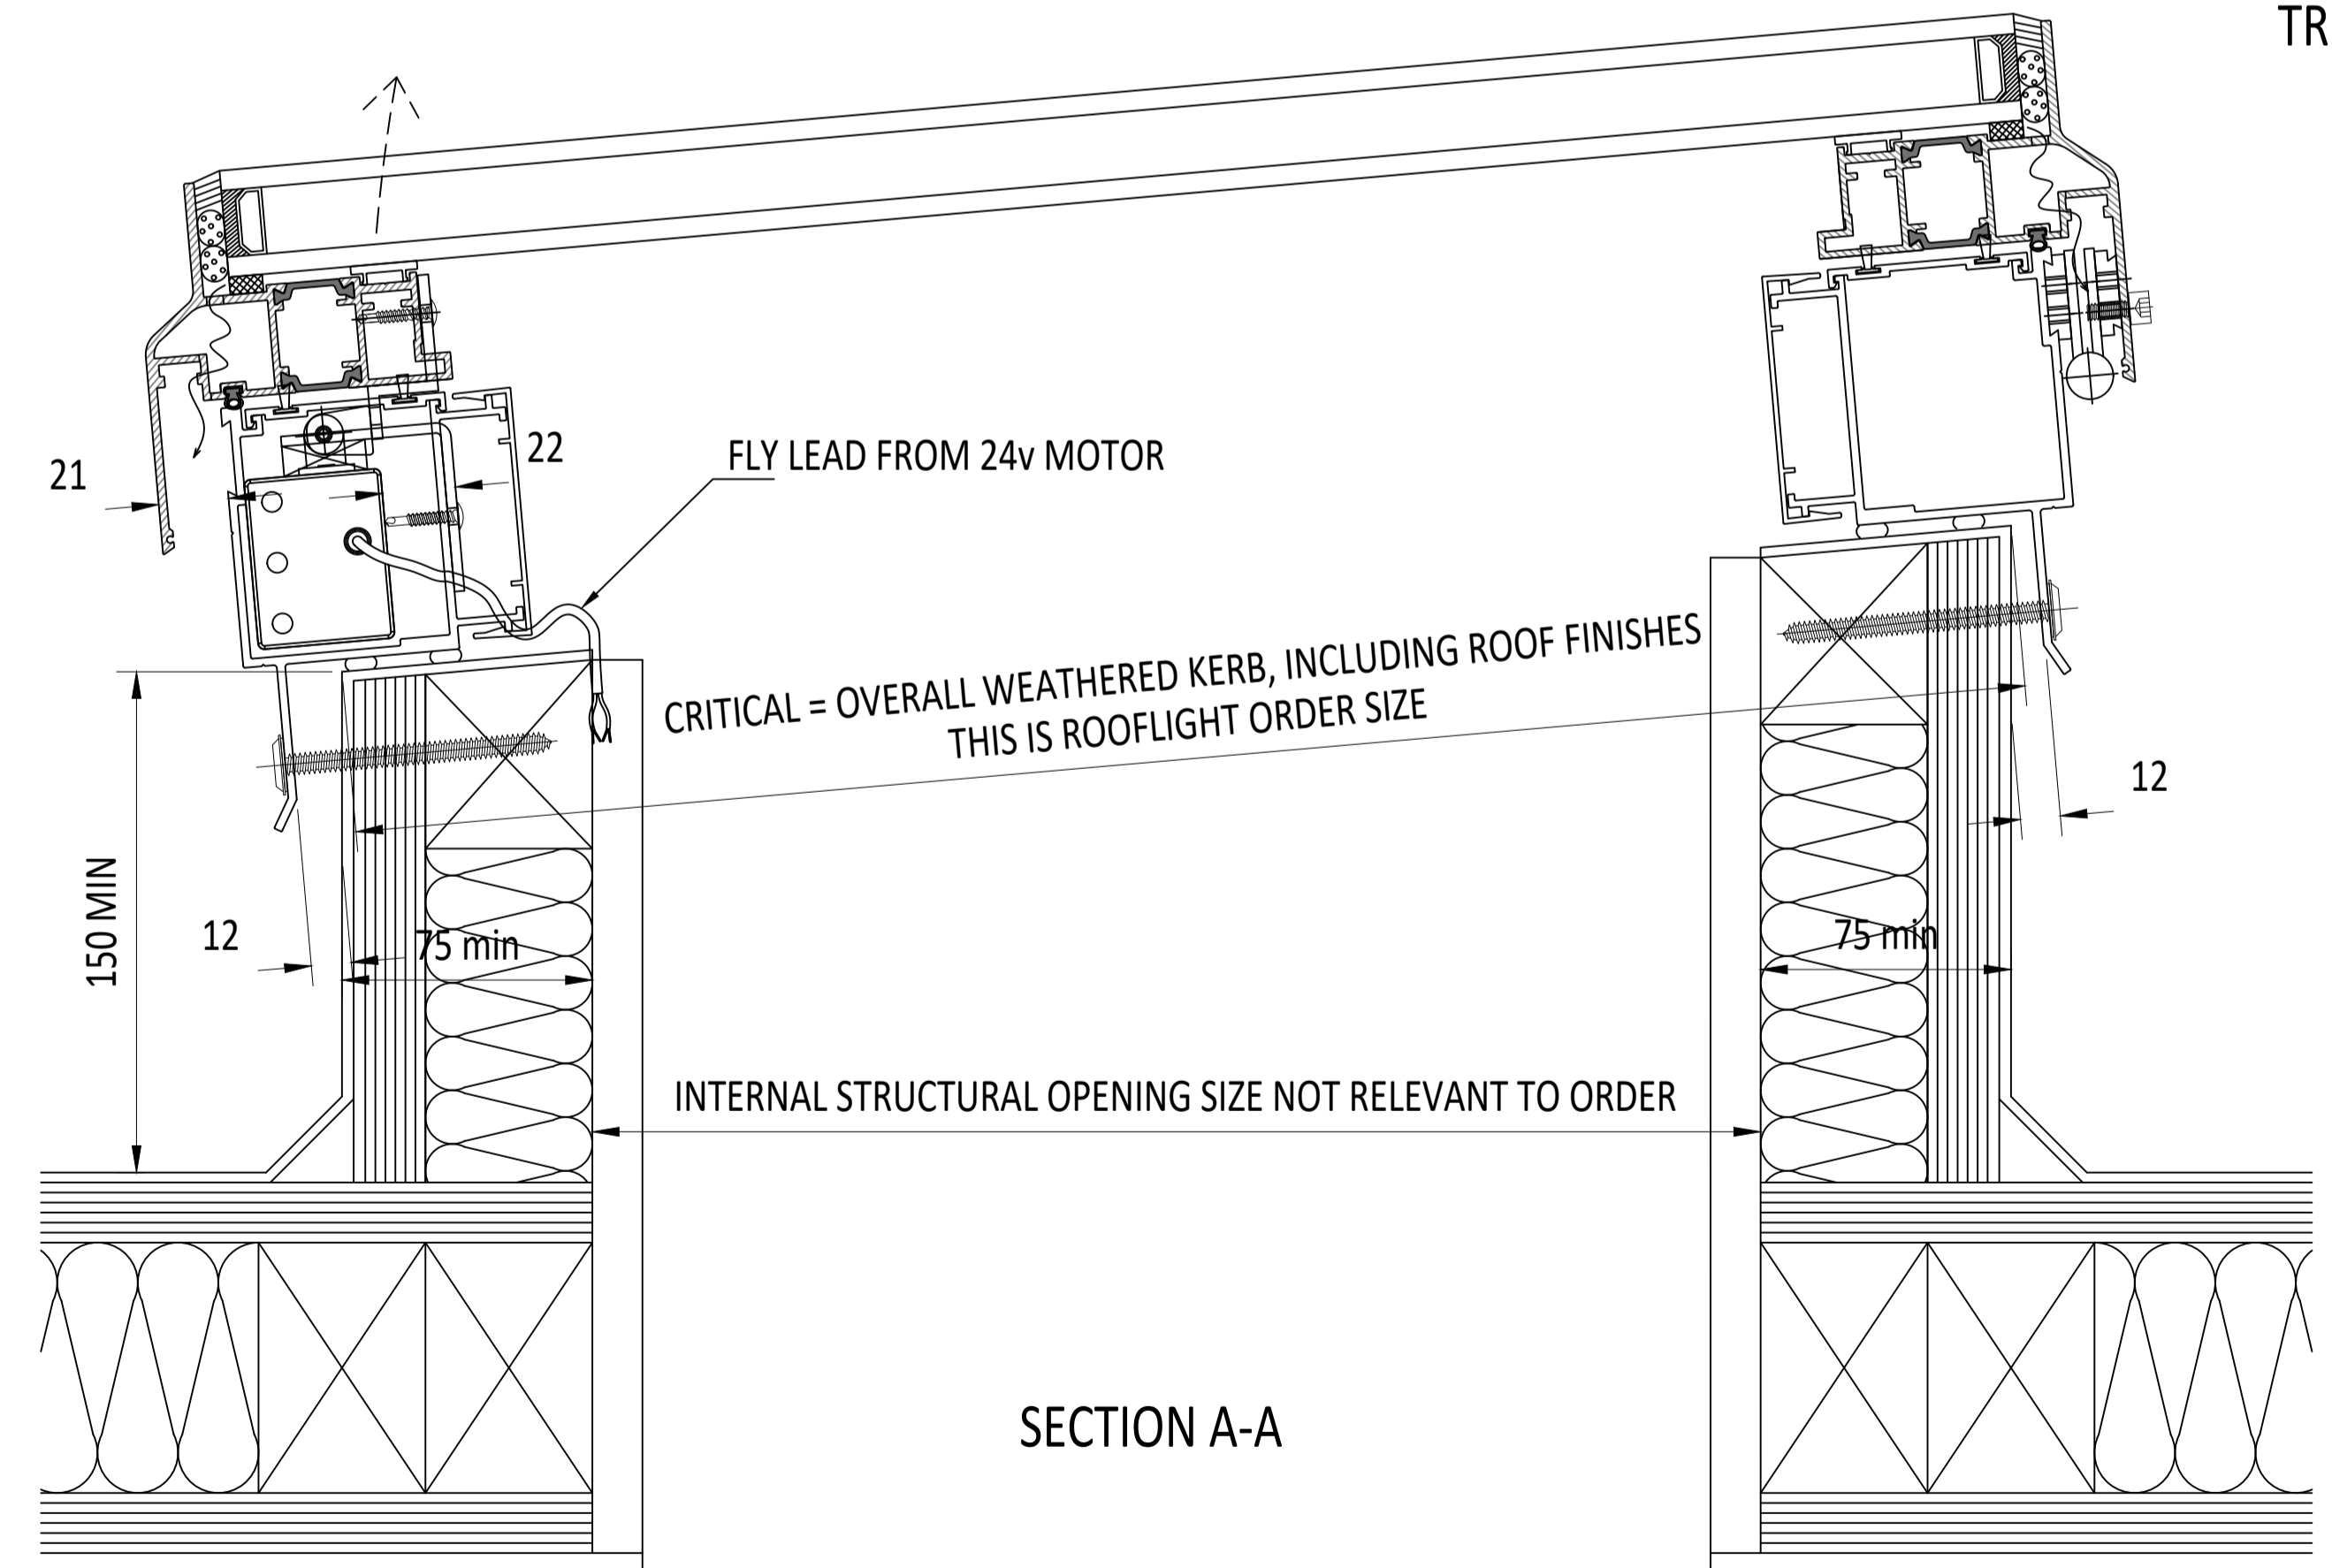 TR
21
22
FLY LEAD FROM 24v MOTOR
CRITICAL = OVERALL WEATHERED KERB, INCLUDING ROOF FINISHES
THIS IS ROOFLIGHT ORDER SIZE
12
150 MIN
12
75 min
75 min
INTERNAL STRUCTURAL OPENING SIZE NOT RELEVANT TO ORDER
SECTION A-A